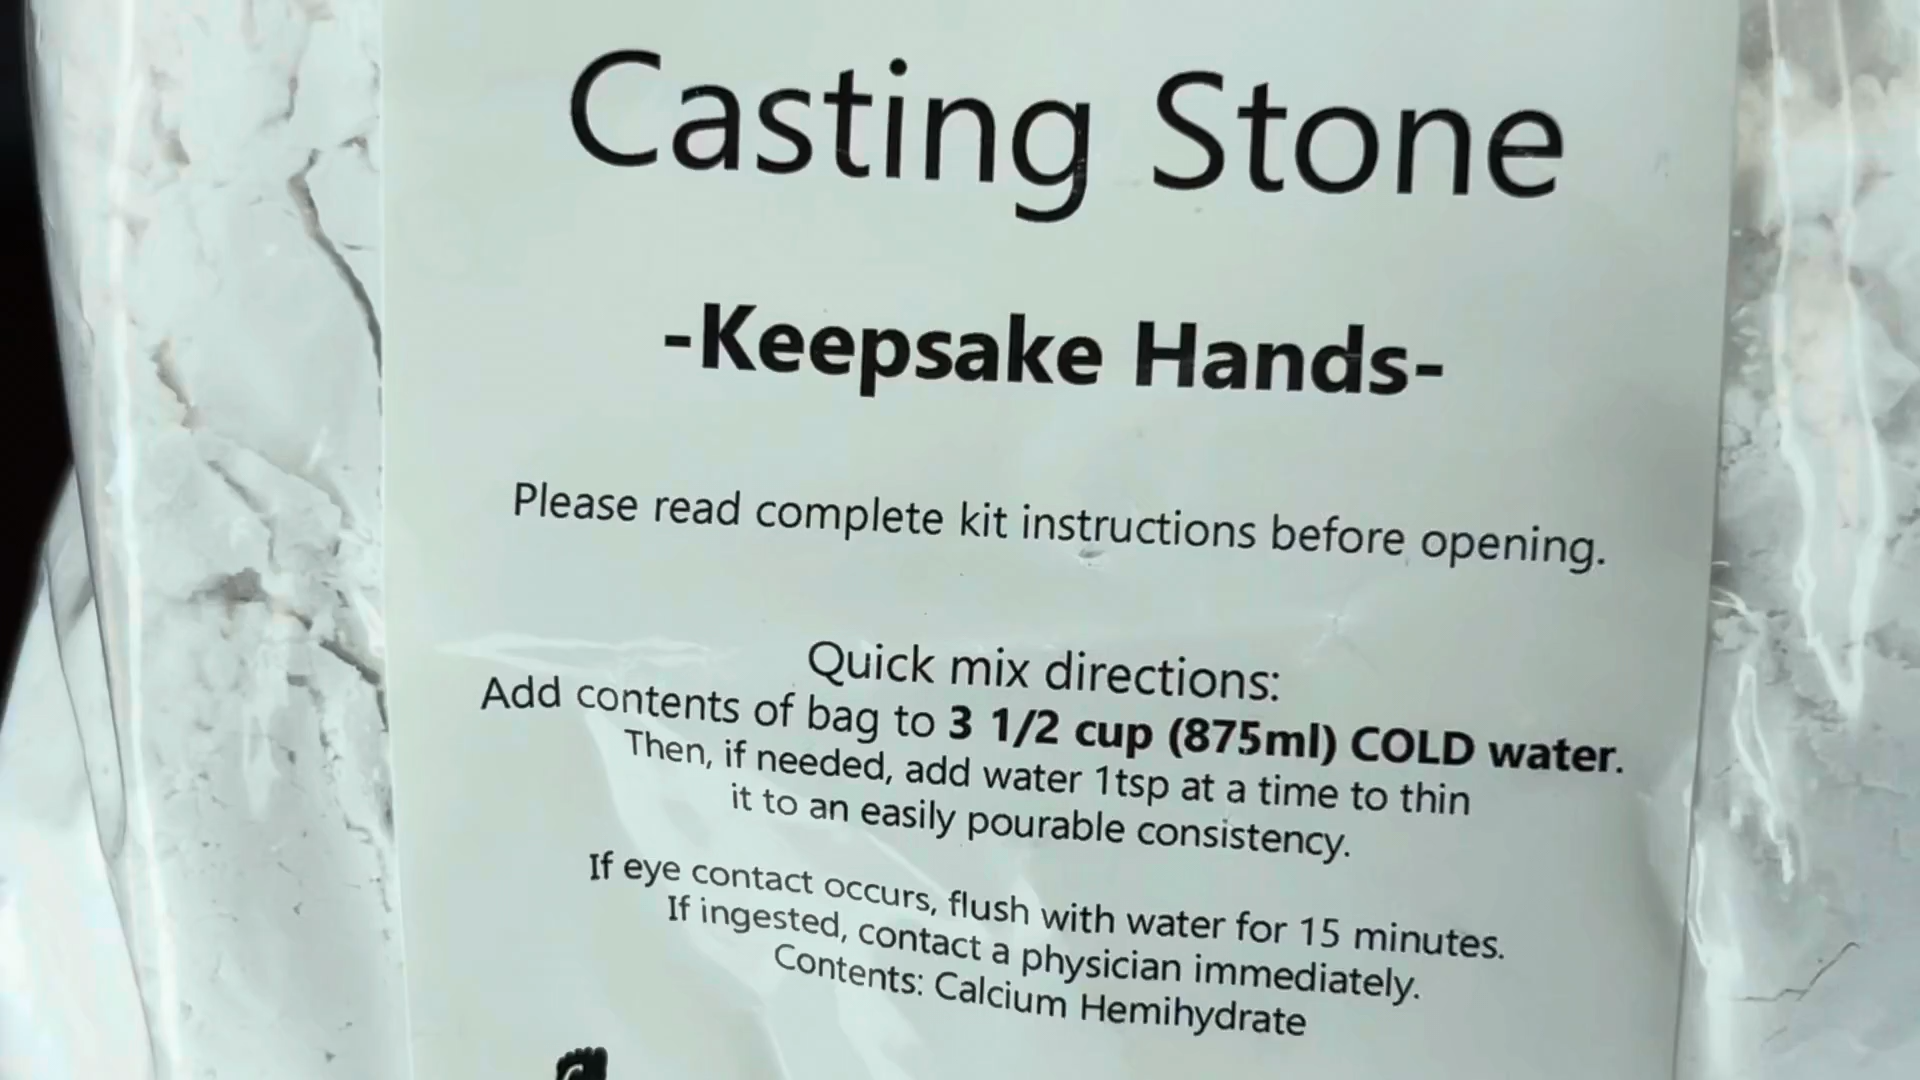 Casting Stone
-Keepsake Hands-
Please read complete kit instructions before opening.
Quick mix directions:
Add contents of bag to 3 1/2 cup (875ml) COLD water.
Then, if needed, add water 1tsp at a time to thin
it to an easily pourable consistency.
If eye contact occurs, flush with water for 15 minutes.
If ingested, contact a physician immediately.
Contents: Calcium Hemihydrate